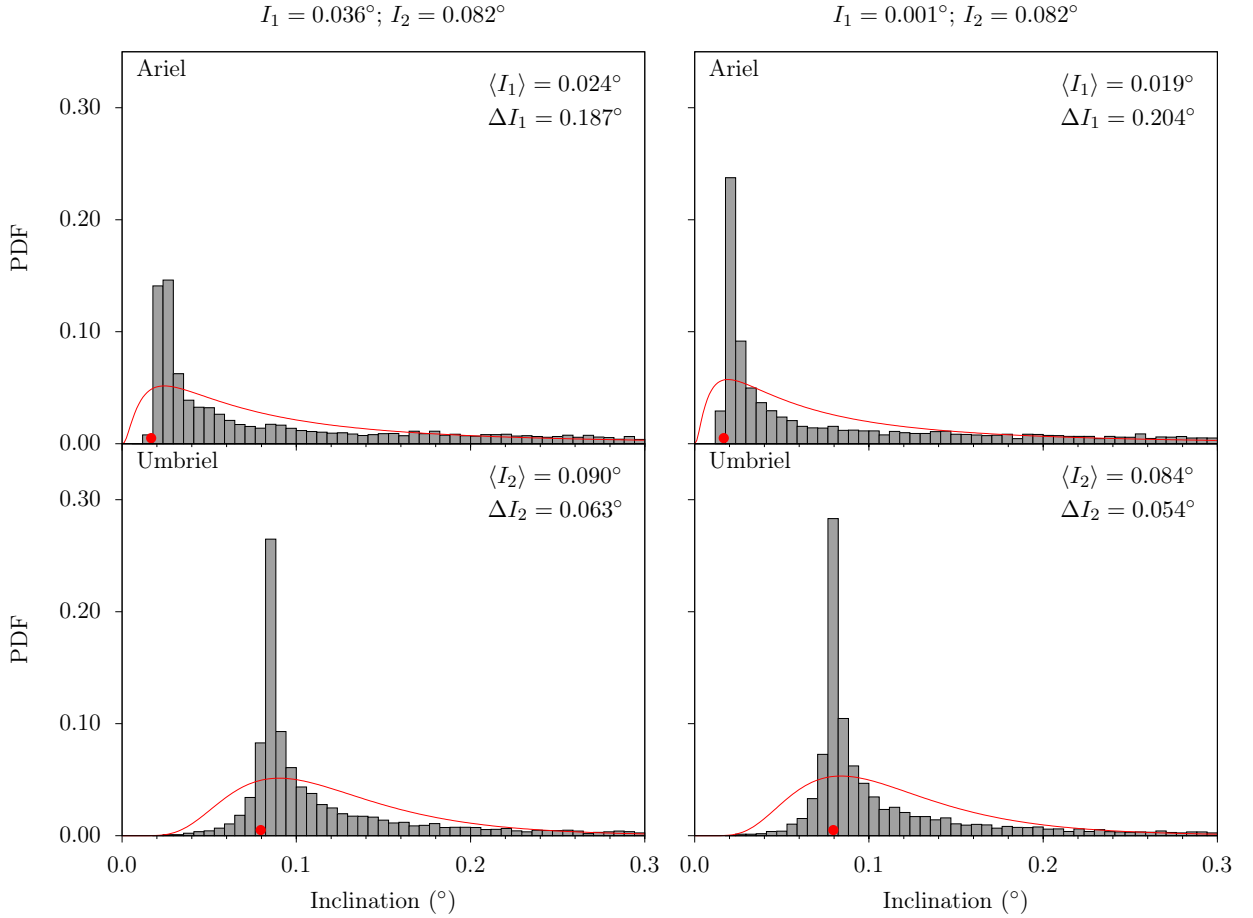 I₁ = 0.036°; I₂ = 0.082°
I₁ = 0.001°; I₂ = 0.082°
Ariel
⟨I₁⟩ = 0.024°
ΔI₁ = 0.187°
0.30
0.20
0.10
0.00
PDF
Ariel
⟨I₁⟩ = 0.019°
ΔI₁ = 0.204°
Umbriel
⟨I₂⟩ = 0.090°
ΔI₂ = 0.063°
0.30
0.20
0.10
0.00
PDF
0.0 0.1 0.2 0.3
Inclination (°)
Umbriel
⟨I₂⟩ = 0.084°
ΔI₂ = 0.054°
0.0 0.1 0.2 0.3
Inclination (°)